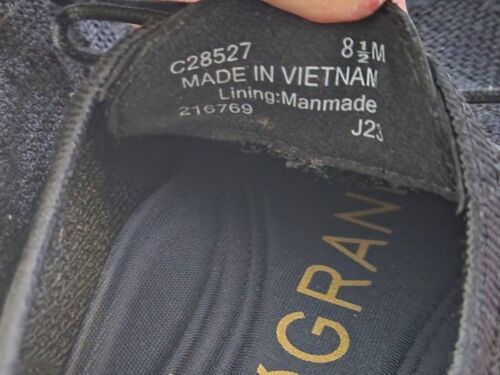 C28527 8½M
MADE IN VIETNAM
Lining:Manmade
216769 J23
GRAN